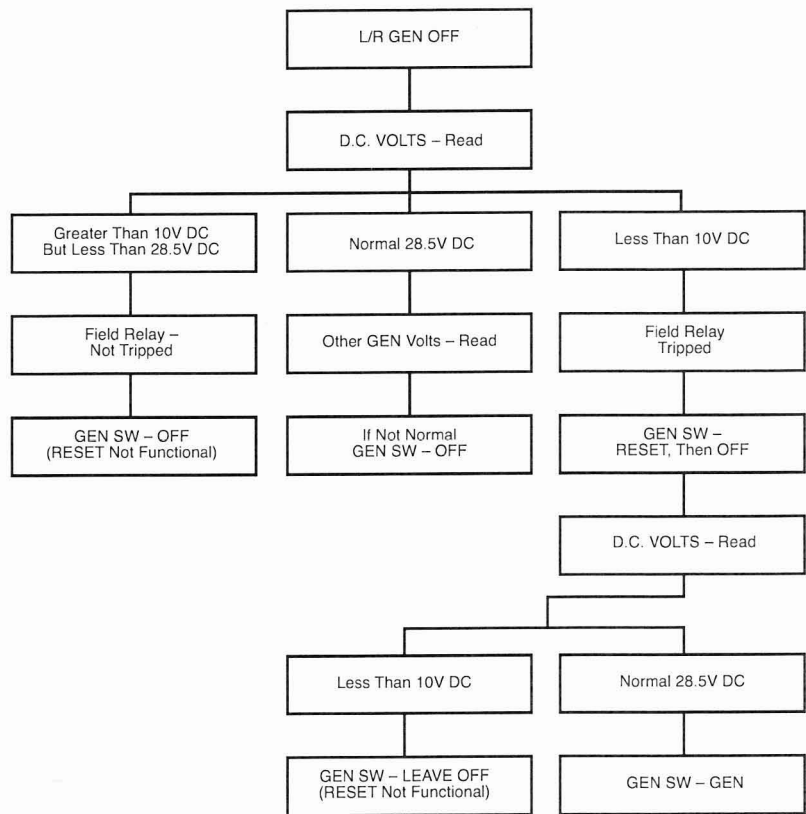 L/R GEN OFF
D.C. VOLTS – Read
Greater Than 10V DC
But Less Than 28.5V DC
Normal 28.5V DC
Less Than 10V DC
Field Relay –
Not Tripped
Other GEN Volts – Read
Field Relay
Tripped
GEN SW – OFF
(RESET Not Functional)
If Not Normal
GEN SW – OFF
GEN SW –
RESET, Then OFF
D.C. VOLTS – Read
Less Than 10V DC
Normal 28.5V DC
GEN SW – LEAVE OFF
(RESET Not Functional)
GEN SW – GEN